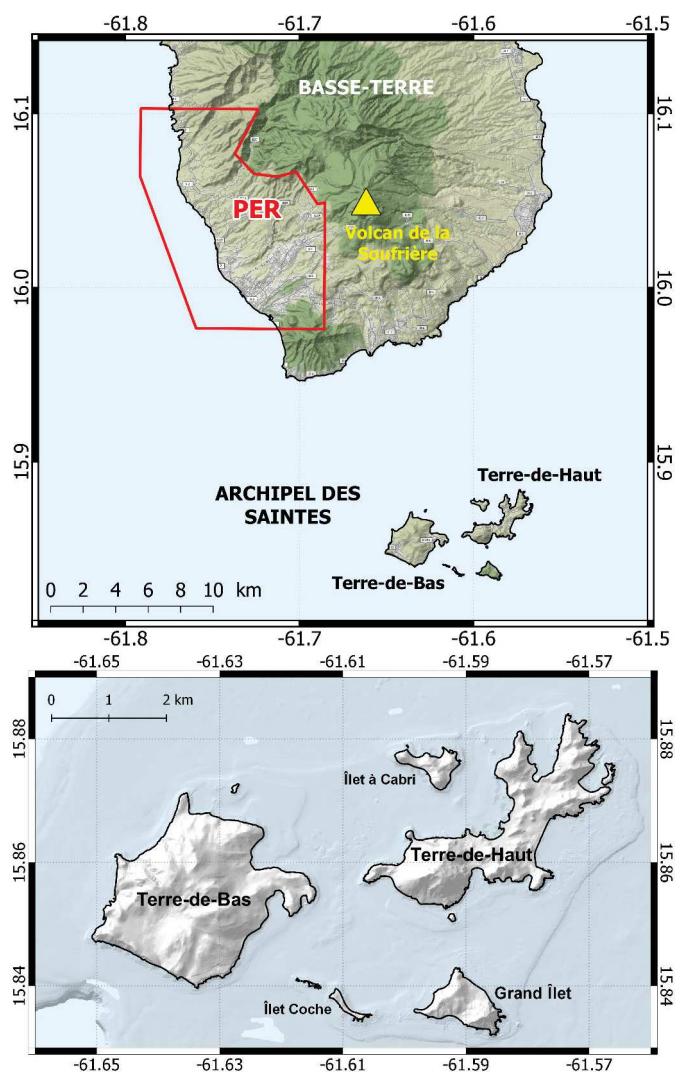 -61.8 -61.7 -61.6 -61.5
16.1 16.1
BASSE-TERRE
PER
Volcan de la
Soufrière
16.0 16.0
15.9 15.9
Terre-de-Haut
ARCHIPEL DES
SAINTES
Terre-de-Bas
0 2 4 6 8 10 km
-61.8 -61.7 -61.6 -61.5
-61.65 -61.63 -61.61 -61.59 -61.57
0 1 2 km
15.88 15.88
Îlet à Cabri
Terre-de-Haut
15.86 15.86
Terre-de-Bas
15.84 15.84
Grand Îlet
Îlet Coche
-61.65 -61.63 -61.61 -61.59 -61.57